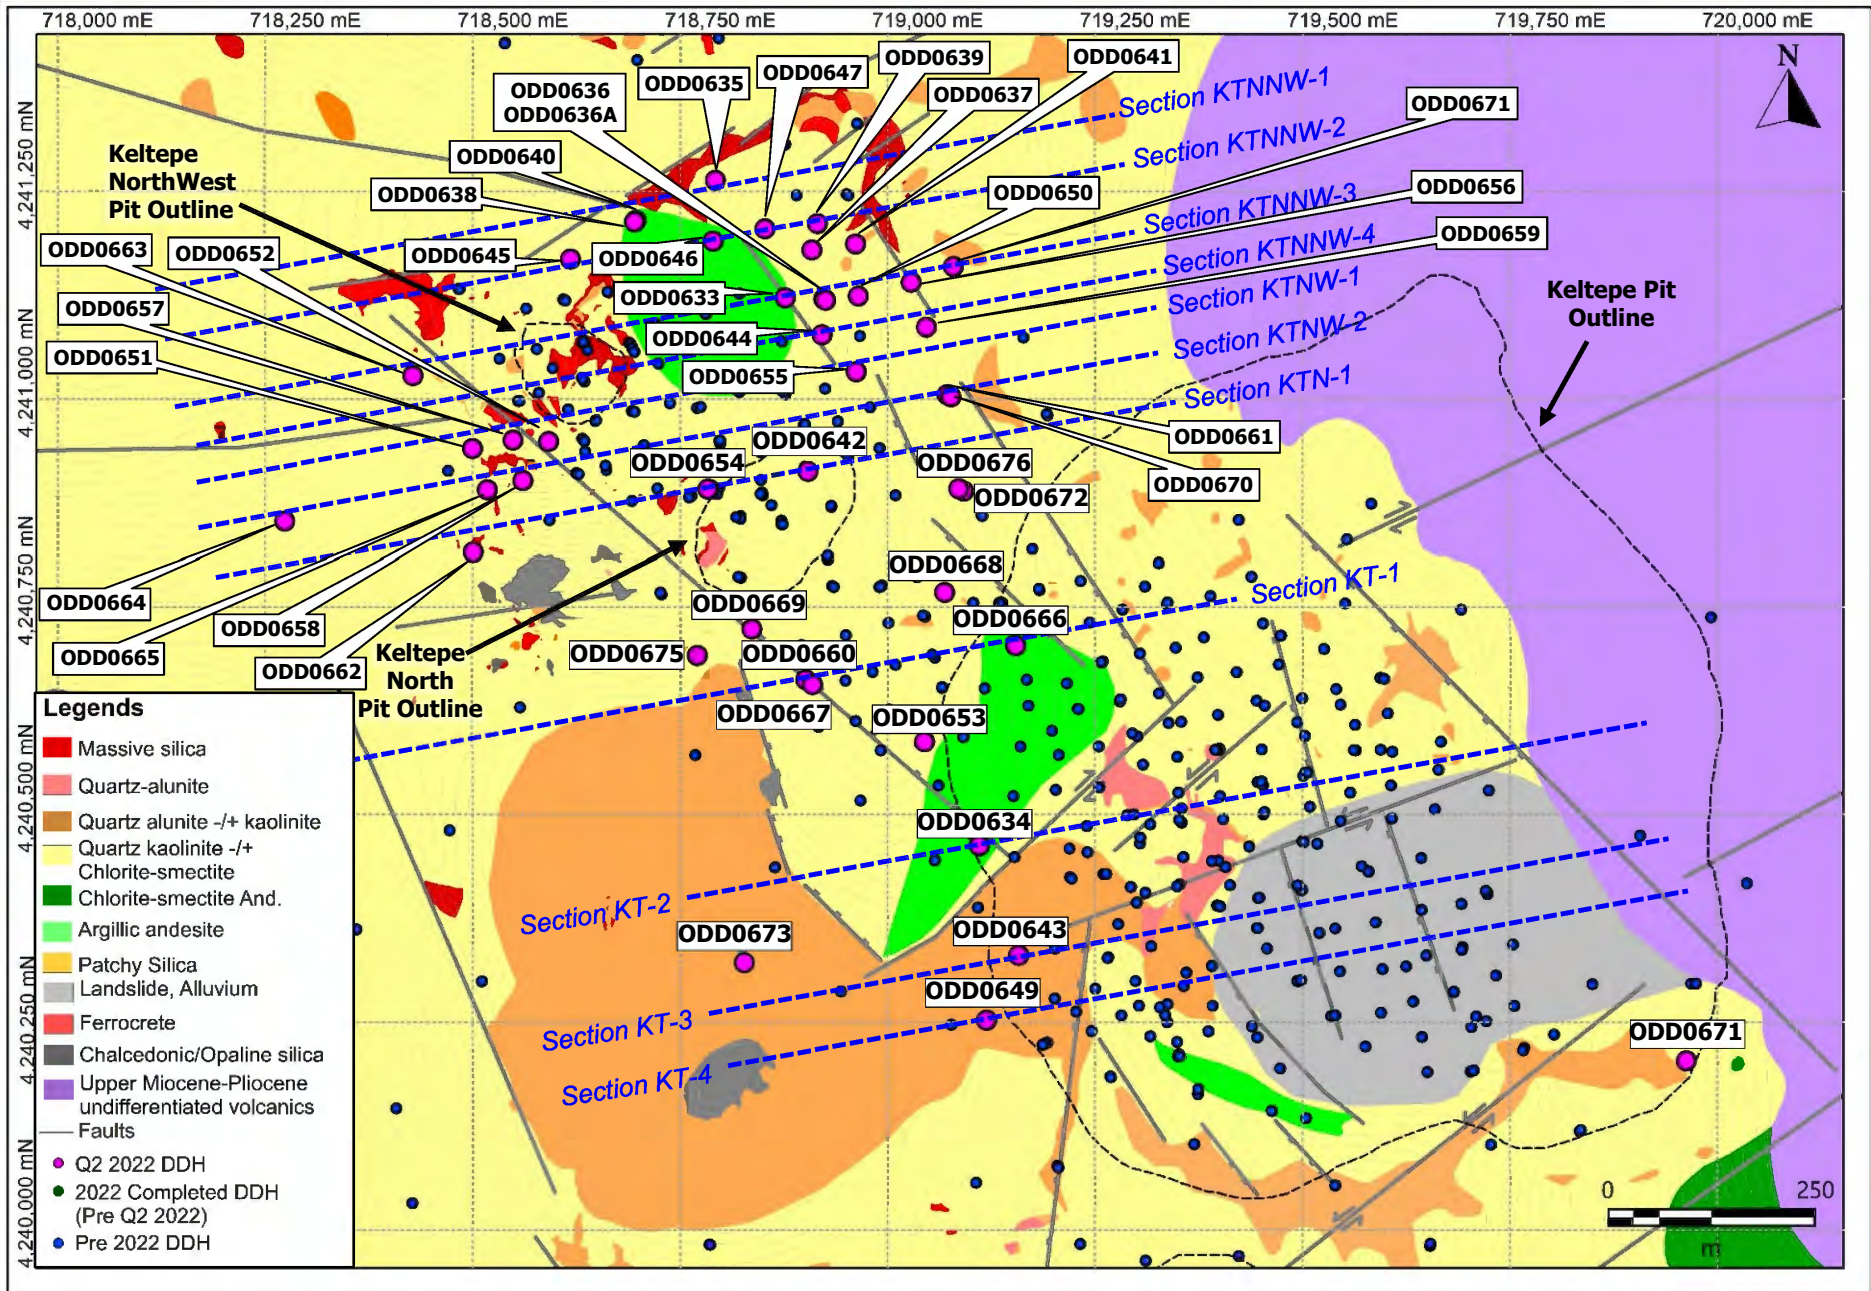 718,000 mE
718,250 mE
718,500 mE
718,750 mE
719,000 mE
719,250 mE
719,500 mE
719,750 mE
720,000 mE
4,241,250 mN
4,241,000 mN
4,240,750 mN
4,240,500 mN
4,240,250 mN
4,240,000 mN
N
ODD0636
ODD0636A
ODD0635
ODD0647
ODD0639
ODD0637
ODD0641
ODD0671
Section KTNNW-1
Section KTNNW-2
Section KTNNW-3
Section KTNNW-4
Section KTNW-1
Section KTNW-2
Section KTN-1
Keltepe
NorthWest
Pit Outline
ODD0640
ODD0638
ODD0650
ODD0656
ODD0659
ODD0663
ODD0652
ODD0645
ODD0646
ODD0657
ODD0633
ODD0651
ODD0644
ODD0655
Keltepe Pit
Outline
ODD0642
ODD0654
ODD0676
ODD0672
ODD0661
ODD0670
ODD0668
Section KT-1
ODD0664
ODD0658
ODD0665
ODD0662
ODD0669
ODD0666
ODD0675
ODD0660
Keltepe
North
Pit Outline
ODD0667
ODD0653
ODD0634
Section KT-2
ODD0673
ODD0643
ODD0649
Section KT-3
Section KT-4
ODD0671
Legends
Massive silica
Quartz-alunite
Quartz alunite -/+ kaolinite
Quartz kaolinite -/+
Chlorite-smectite
Chlorite-smectite And.
Argillic andesite
Patchy Silica
Landslide, Alluvium
Ferrocrete
Chalcedonic/Opaline silica
Upper Miocene-Pliocene
undifferentiated volcanics
Faults
Q2 2022 DDH
2022 Completed DDH
(Pre Q2 2022)
Pre 2022 DDH
0 250
m